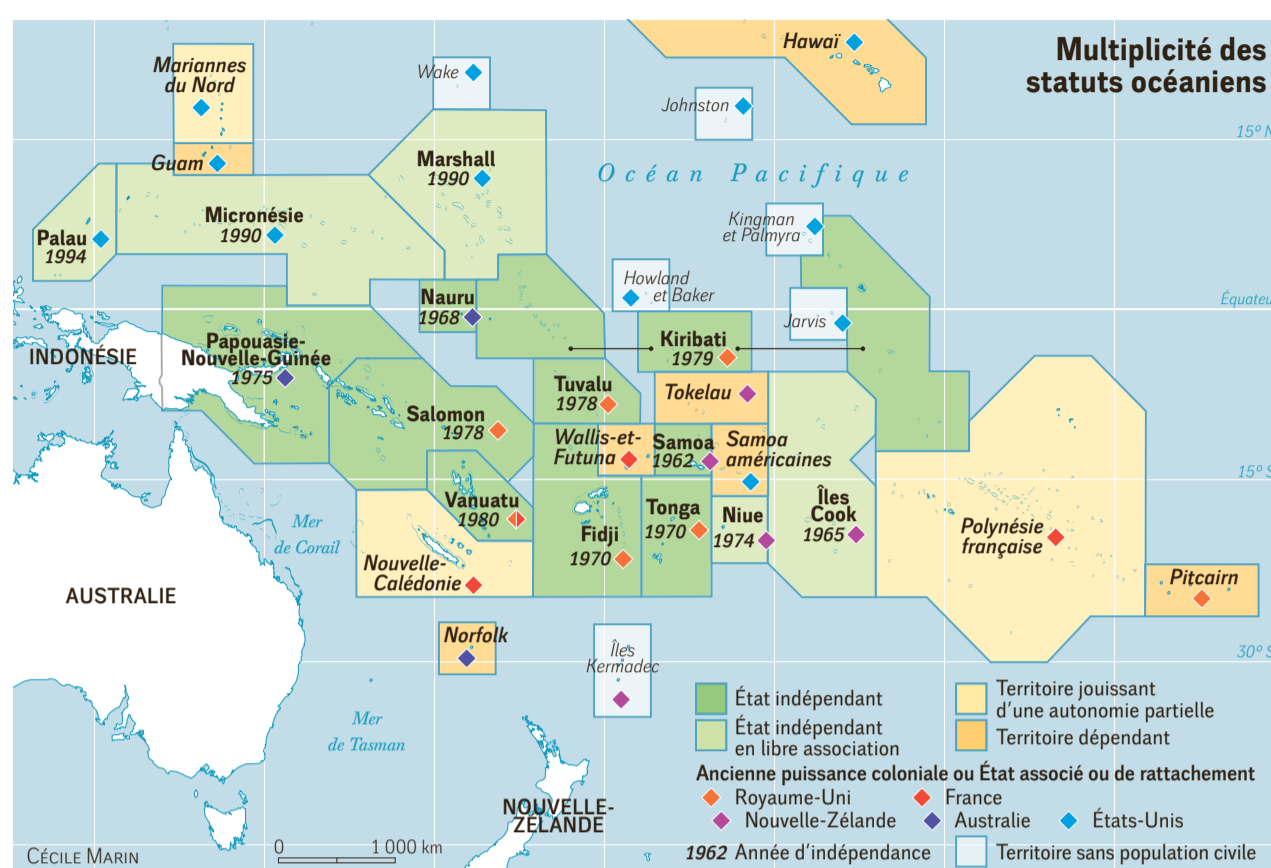 Multiplicité des
statuts océaniens
Hawaï
Mariannes
du Nord
Wake
Johnston
15° N
Guam
Marshall
1990
Océan Pacifique
Micronésie
1990
Palau
1994
Kingman
et Palmyra
Howland
et Baker
Nauru
1968
Jarvis
Équateur
INDONÉSIE
Papouasie-
Nouvelle-Guinée
1975
Kiribati
1979
Tuvalu
1978
Tokelau
Salomon
1978
Wallis-et-
Futuna
Samoa
1962
Samoa
américaines
15° S
Vanuatu
1980
Fidji
1970
Tonga
1970
Niue
1974
Îles
Cook
1965
Polynésie
française
Mer
de Corail
Nouvelle-
Calédonie
Pitcairn
AUSTRALIE
Norfolk
Îles
Kermadec
30° S
Mer
de Tasman
NOUVELLE-
ZÉLANDE
État indépendant
État indépendant
en libre association
Territoire jouissant
d'une autonomie partielle
Territoire dépendant
Ancienne puissance coloniale ou État associé ou de rattachement
Royaume-Uni
France
Nouvelle-Zélande
Australie
États-Unis
1962 Année d'indépendance
Territoire sans population civile
0 1 000 km
CÉCILE MARIN